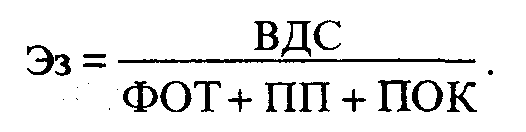 Эз = ВДС / (ФОТ + ПП + ПОК).